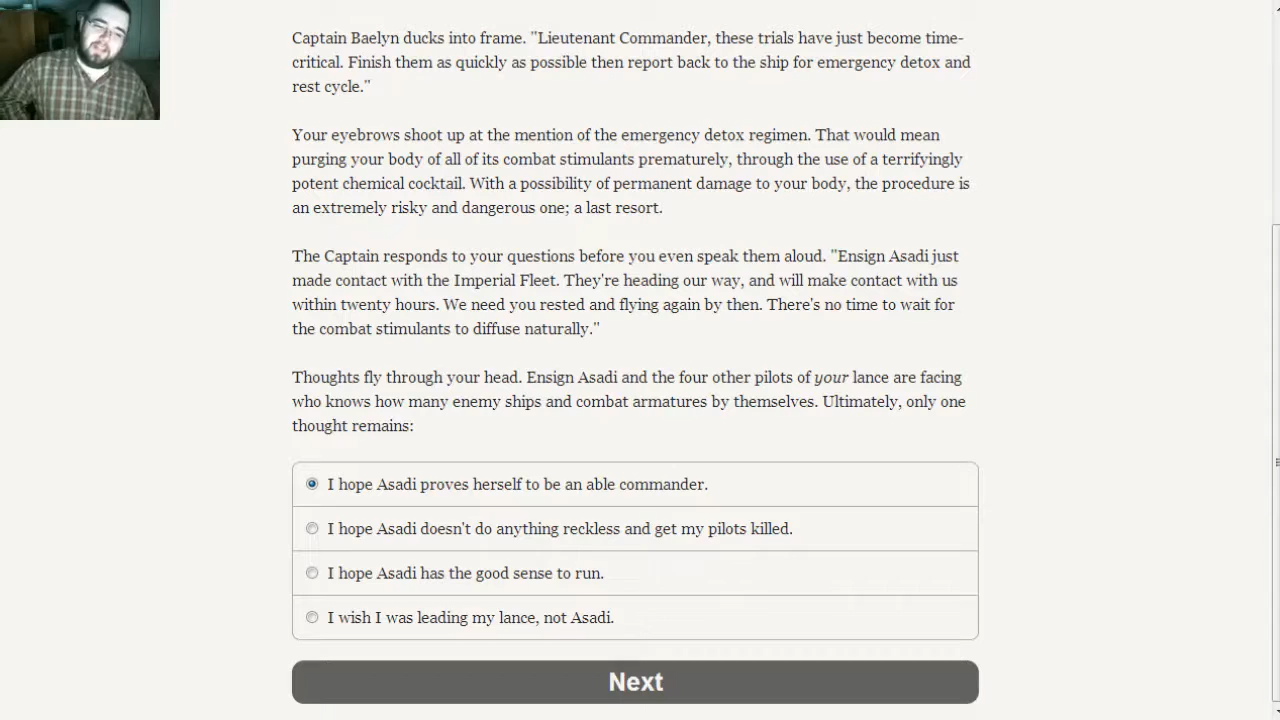 Captain Baelyn ducks into frame. "Lieutenant Commander, these trials have just become time-
critical. Finish them as quickly as possible then report back to the ship for emergency detox and
rest cycle."
Your eyebrows shoot up at the mention of the emergency detox regimen. That would mean
purging your body of all of its combat stimulants prematurely, through the use of a terrifyingly
potent chemical cocktail. With a possibility of permanent damage to your body, the procedure is
an extremely risky and dangerous one; a last resort.
The Captain responds to your questions before you even speak them aloud. "Ensign Asadi just
made contact with the Imperial Fleet. They're heading our way, and will make contact with us
within twenty hours. We need you rested and flying again by then. There's no time to wait for
the combat stimulants to diffuse naturally."
Thoughts fly through your head. Ensign Asadi and the four other pilots of your lance are facing
who knows how many enemy ships and combat armatures by themselves. Ultimately, only one
thought remains:
I hope Asadi proves herself to be an able commander.
I hope Asadi doesn't do anything reckless and get my pilots killed.
I hope Asadi has the good sense to run.
I wish I was leading my lance, not Asadi.
Next